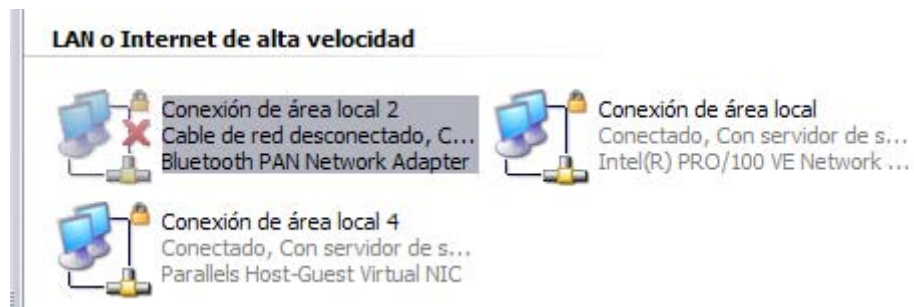 LAN o Internet de alta velocidad
Conexión de área local 2
Cable de red desconectado, C...
Bluetooth PAN Network Adapter
Conexión de área local
Conectado, Con servidor de s...
Intel(R) PRO/100 VE Network ...
Conexión de área local 4
Conectado, Con servidor de s...
Parallels Host-Guest Virtual NIC